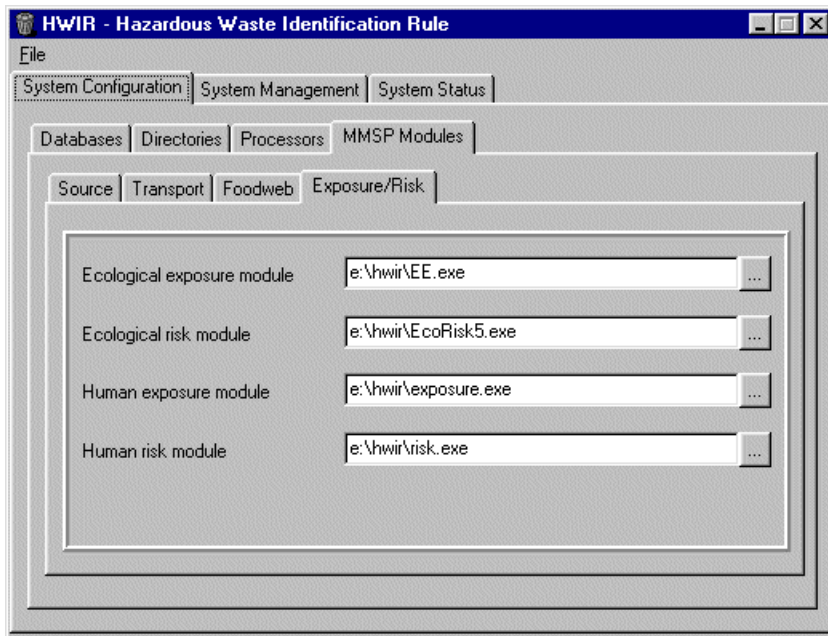 HWIR - Hazardous Waste Identification Rule
File
System Configuration System Management System Status
Databases Directories Processors MMSP Modules
Source Transport Foodweb Exposure/Risk
Ecological exposure module e:\hwir\EE.exe ...
Ecological risk module e:\hwir\EcoRisk5.exe ...
Human exposure module e:\hwir\exposure.exe ...
Human risk module e:\hwir\risk.exe ...